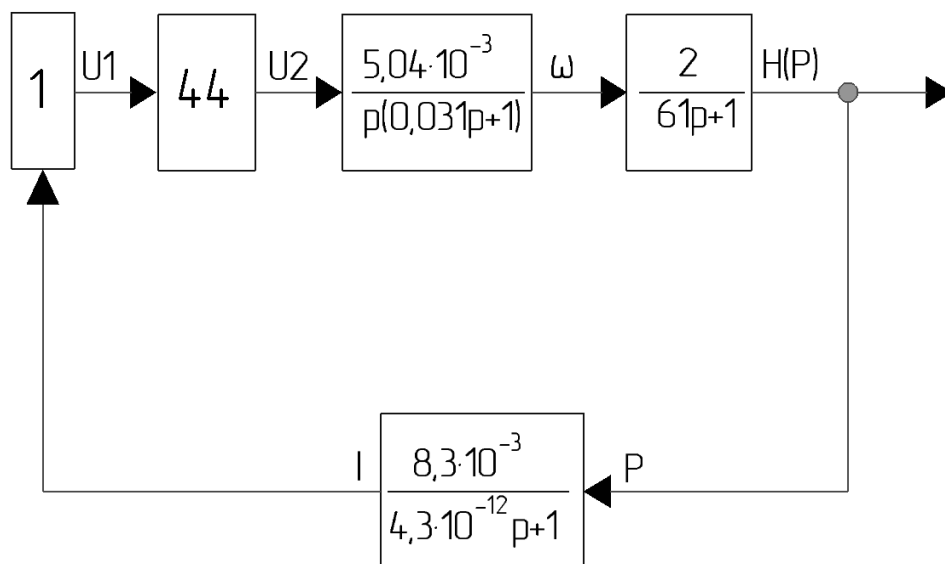 1
U1
44
U2
5,04·10⁻³
p(0,031p+1)
ω
2
61p+1
H(P)
I
8,3·10⁻³
4,3·10⁻¹²p+1
P